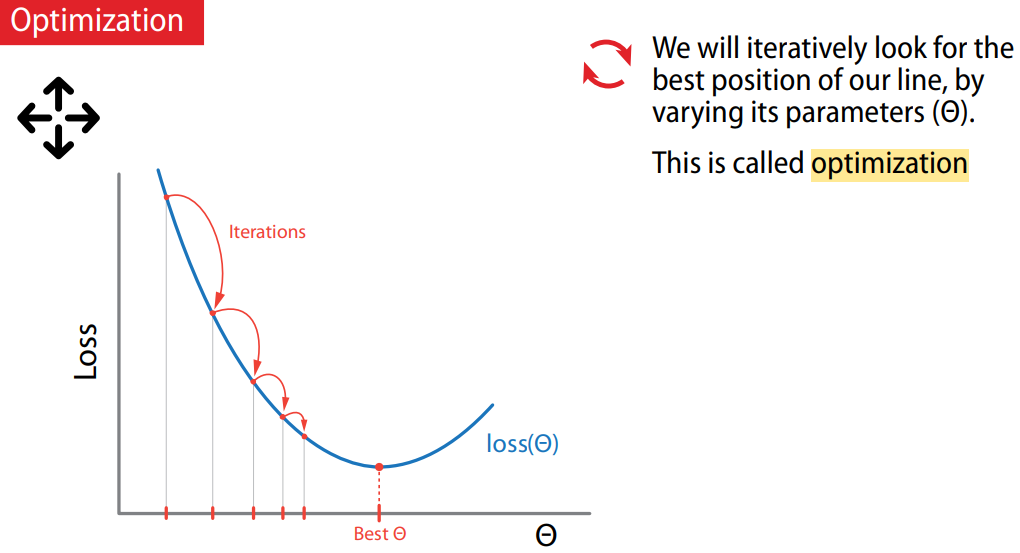 Optimization
We will iteratively look for the
best position of our line, by
varying its parameters (Θ).
This is called optimization
Iterations
Loss
loss(Θ)
Best Θ
Θ